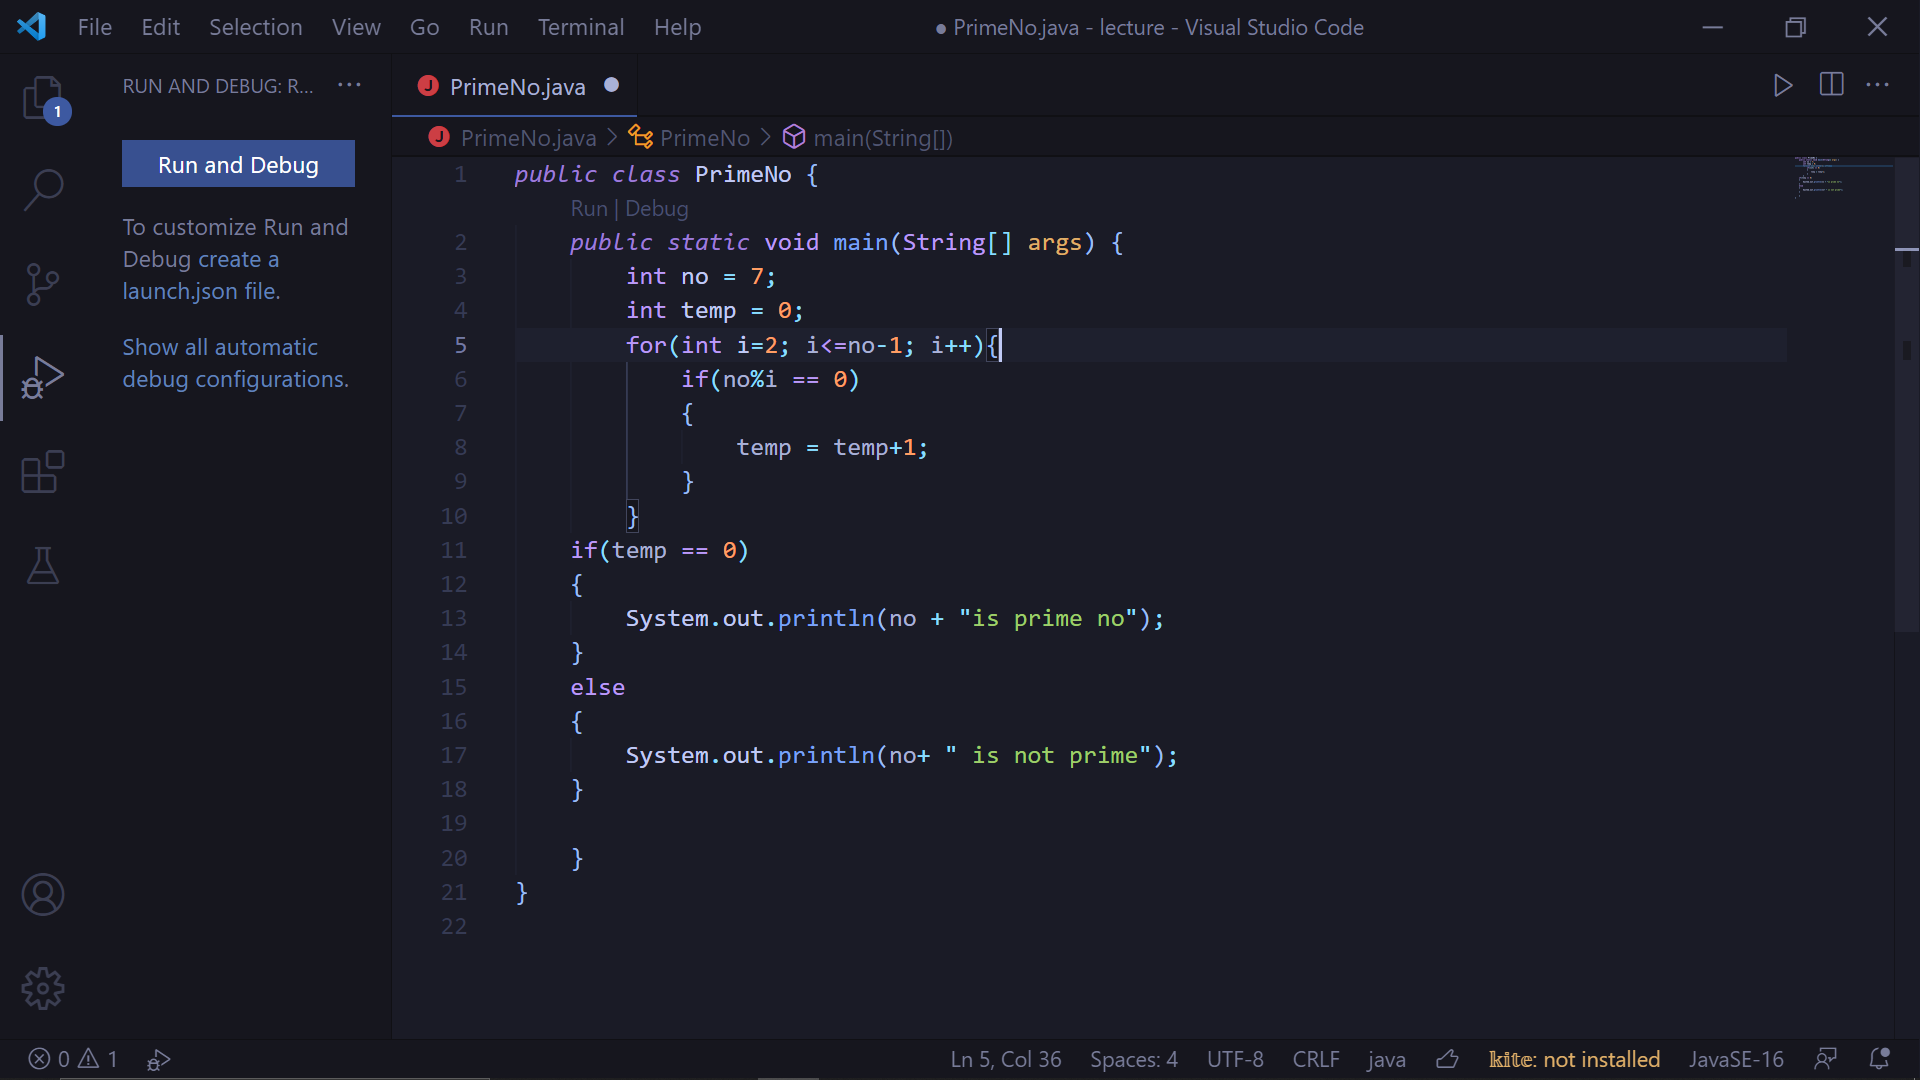 File Edit Selection View Go Run Terminal Help
● PrimeNo.java - lecture - Visual Studio Code
1
RUN AND DEBUG: R... ···
Run and Debug
To customize Run and
Debug create a
launch.json file.
Show all automatic
debug configurations.
J PrimeNo.java
J PrimeNo.java > PrimeNo > main(String[])
1 public class PrimeNo {
Run | Debug
2 public static void main(String[] args) {
3 int no = 7;
4 int temp = 0;
5 for(int i=2; i<=no-1; i++){
6 if(no%i == 0)
7 {
8 temp = temp+1;
9 }
10 }
11 if(temp == 0)
12 {
13 System.out.println(no + "is prime no");
14 }
15 else
16 {
17 System.out.println(no+ " is not prime");
18 }
19
20 }
21 }
22
0 1
Ln 5, Col 36 Spaces: 4 UTF-8 CRLF java kite: not installed JavaSE-16